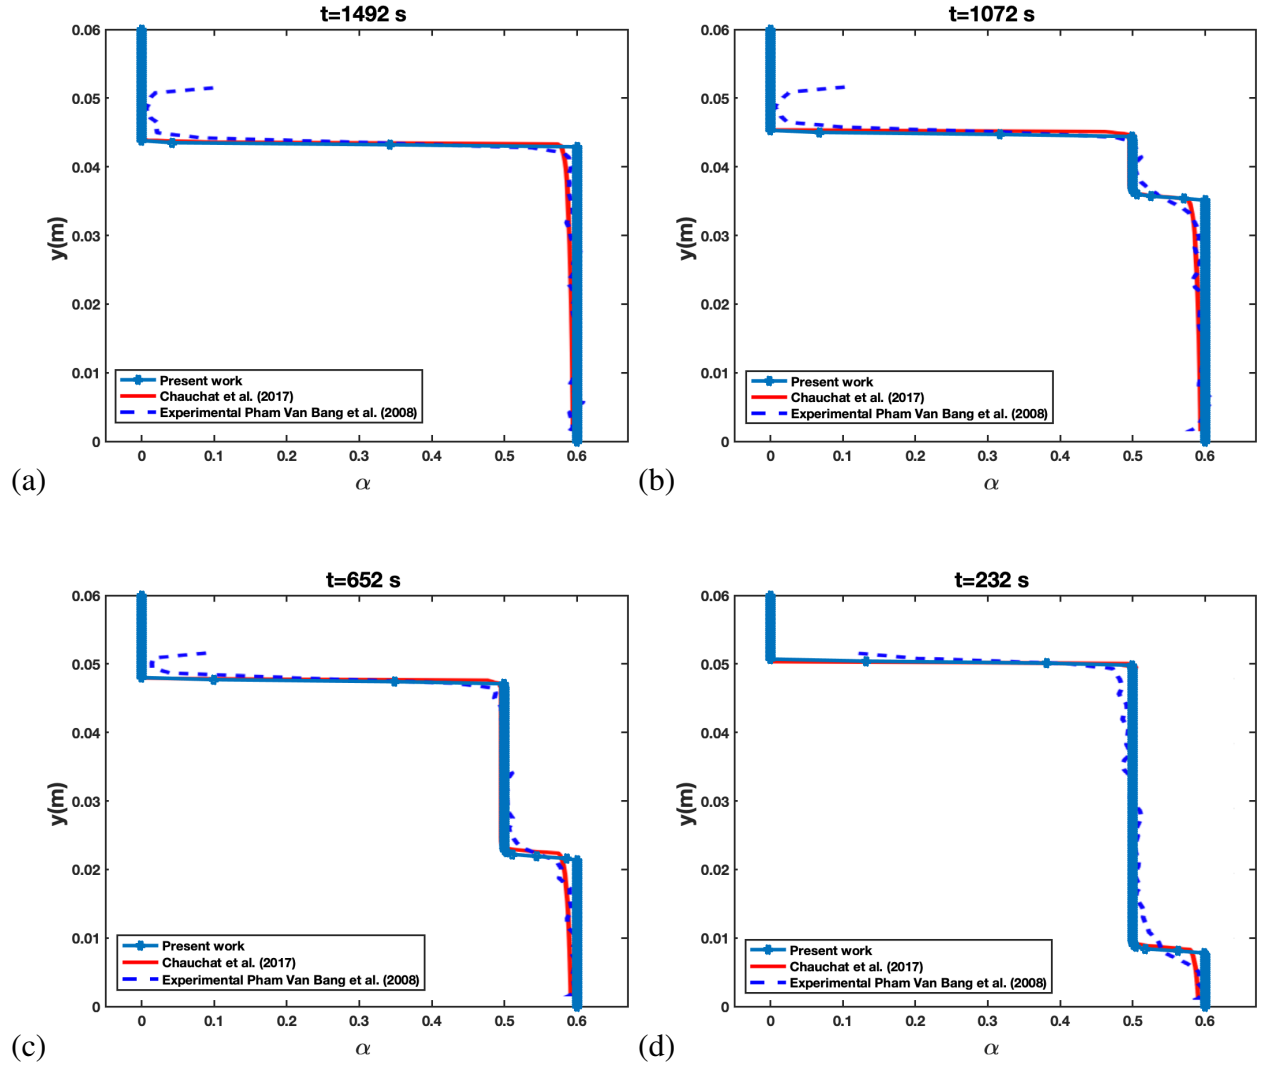 t=1492 s
0.06
0.05
0.04
0.03
0.02
0.01
0
y(m)
Present work
Chauchat et al. (2017)
Experimental Pham Van Bang et al. (2008)
0 0.1 0.2 0.3 0.4 0.5 0.6
α
(a)
t=1072 s
0.06
0.05
0.04
0.03
0.02
0.01
0
y(m)
Present work
Chauchat et al. (2017)
Experimental Pham Van Bang et al. (2008)
0 0.1 0.2 0.3 0.4 0.5 0.6
α
(b)
t=652 s
0.06
0.05
0.04
0.03
0.02
0.01
0
y(m)
Present work
Chauchat et al. (2017)
Experimental Pham Van Bang et al. (2008)
0 0.1 0.2 0.3 0.4 0.5 0.6
α
(c)
t=232 s
0.06
0.05
0.04
0.03
0.02
0.01
0
y(m)
Present work
Chauchat et al. (2017)
Experimental Pham Van Bang et al. (2008)
0 0.1 0.2 0.3 0.4 0.5 0.6
α
(d)